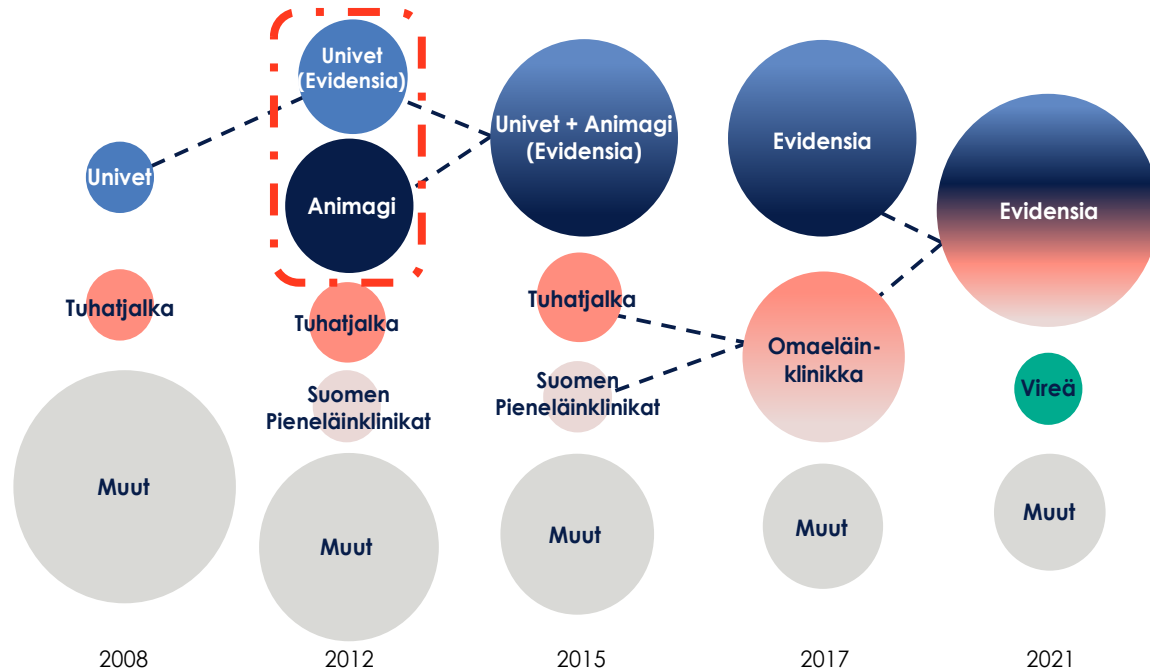 Univet
Tuhatjalka
Muut
2008
Univet
(Evidensia)
Animagi
Tuhatjalka
Suomen
Pieneläinklinikat
Muut
2012
Univet + Animagi
(Evidensia)
Tuhatjalka
Suomen
Pieneläinklinikat
Muut
2015
Evidensia
Omaeläin-
klinikka
Muut
2017
Evidensia
Vireä
Muut
2021